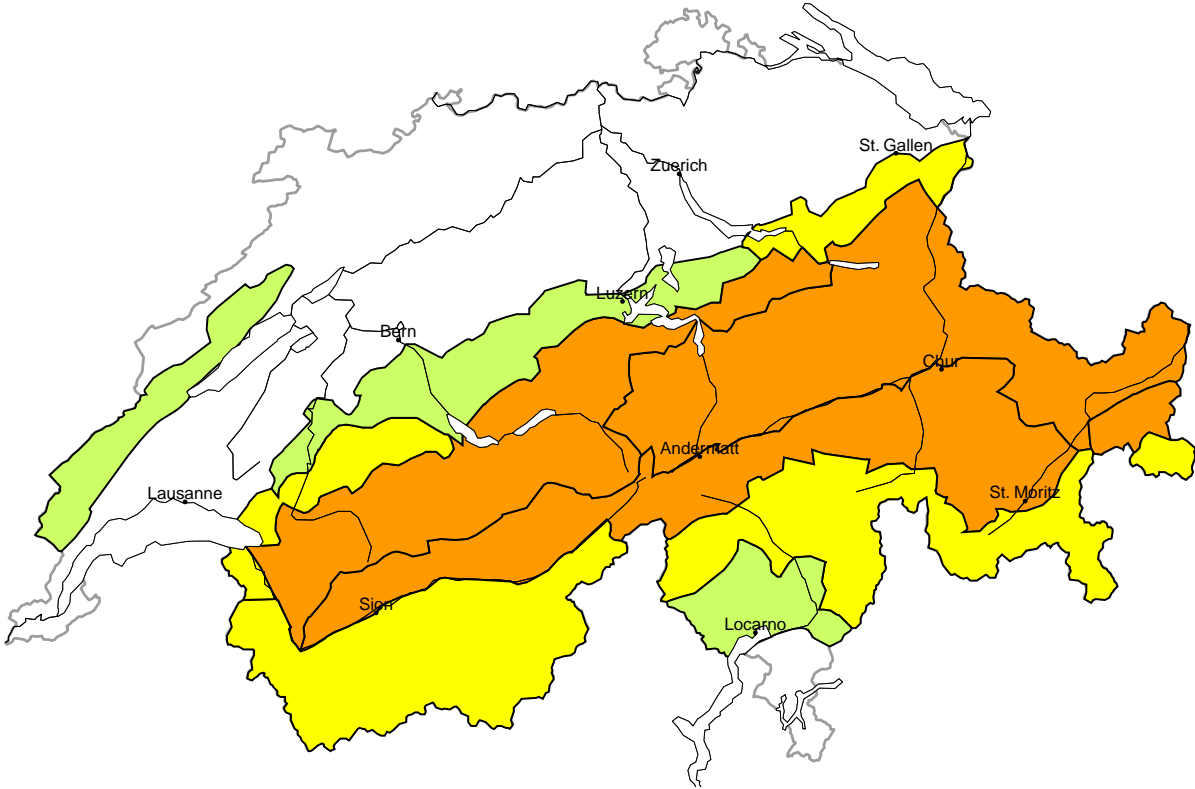 St. Gallen
Zuerich
Luzern
Bern
Chur
Andermatt
Lausanne
St. Moritz
Sion
Locarno